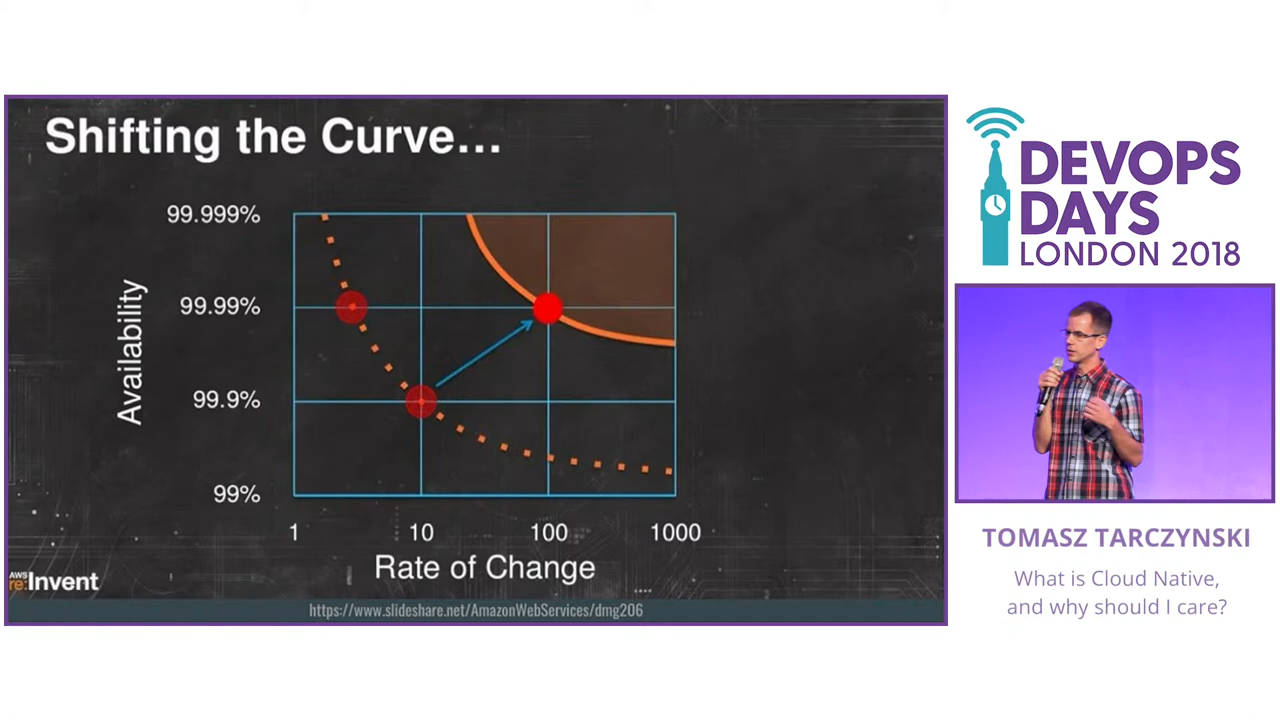 Shifting the Curve…
99.999%
99.99%
99.9%
99%
Availability
1 10 100 1000
Rate of Change
AWS
re:Invent
https://www.slideshare.net/AmazonWebServices/dmg206
DEVOPS
DAYS
LONDON 2018
TOMASZ TARCZYNSKI
What is Cloud Native,
and why should I care?